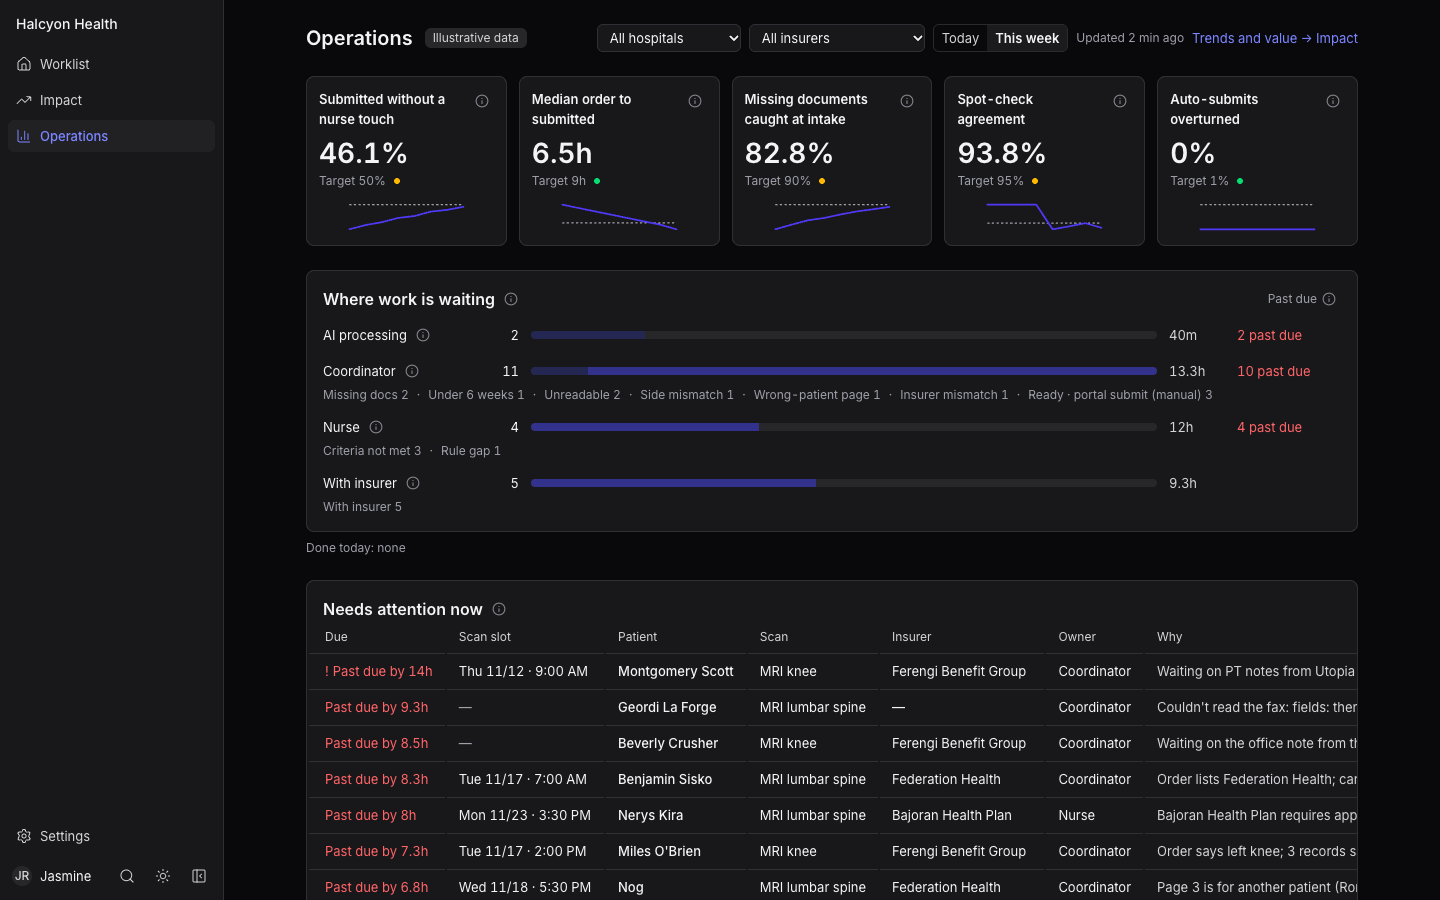 Halcyon Health
Worklist
Impact
Operations
Settings
JR Jasmine
Operations Illustrative data All hospitals All insurers Today This week Updated 2 min ago Trends and value → Impact
Submitted without a nurse touch
46.1%
Target 50%
Median order to submitted
6.5h
Target 9h
Missing documents caught at intake
82.8%
Target 90%
Spot-check agreement
93.8%
Target 95%
Auto-submits overturned
0%
Target 1%
Where work is waiting Past due
AI processing 2 40m 2 past due
Coordinator 11 13.3h 10 past due
Missing docs 2 · Under 6 weeks 1 · Unreadable 2 · Side mismatch 1 · Wrong-patient page 1 · Insurer mismatch 1 · Ready · portal submit (manual) 3
Nurse 4 12h 4 past due
Criteria not met 3 · Rule gap 1
With insurer 5 9.3h
With insurer 5
Done today: none
Needs attention now
Due Scan slot Patient Scan Insurer Owner Why
! Past due by 14h Thu 11/12 · 9:00 AM Montgomery Scott MRI knee Ferengi Benefit Group Coordinator Waiting on PT notes from Utopia
Past due by 9.3h — Geordi La Forge MRI lumbar spine — Coordinator Couldn't read the fax: fields: ther
Past due by 8.5h — Beverly Crusher MRI knee Ferengi Benefit Group Coordinator Waiting on the office note from th
Past due by 8.3h Tue 11/17 · 7:00 AM Benjamin Sisko MRI lumbar spine Federation Health Coordinator Order lists Federation Health; car
Past due by 8h Mon 11/23 · 3:30 PM Nerys Kira MRI lumbar spine Bajoran Health Plan Nurse Bajoran Health Plan requires app
Past due by 7.3h Tue 11/17 · 2:00 PM Miles O'Brien MRI knee Ferengi Benefit Group Coordinator Order says left knee; 3 records s
Past due by 6.8h Wed 11/18 · 5:30 PM Nog MRI lumbar spine Federation Health Coordinator Page 3 is for another patient (Ro